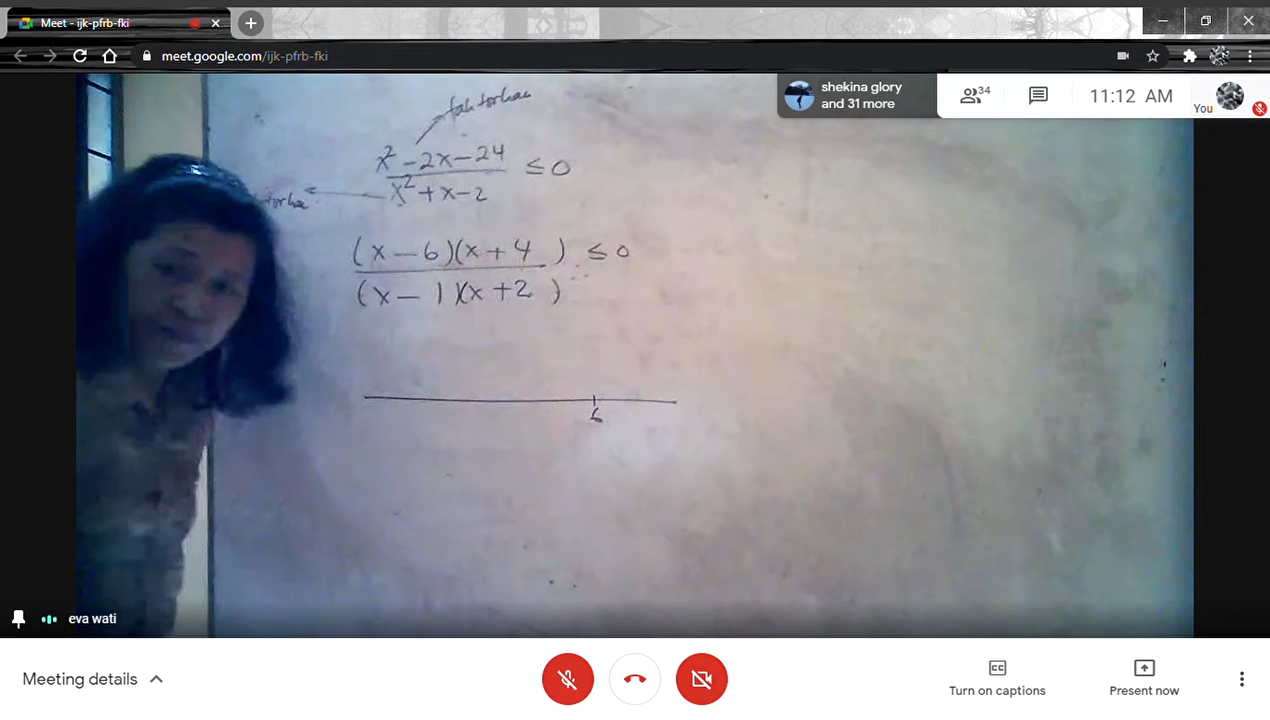 Meet - ijk-pfrb-fki
meet.google.com/ijk-pfrb-fki
shekina glory
and 31 more
34
11:12 AM
You
faktorkan
x² - 2x - 24 ≤ 0
x² + x - 2
(x - 6)(x + 4) ≤ 0
(x - 1)(x + 2)
6
eva wati
Meeting details
Turn on captions
Present now